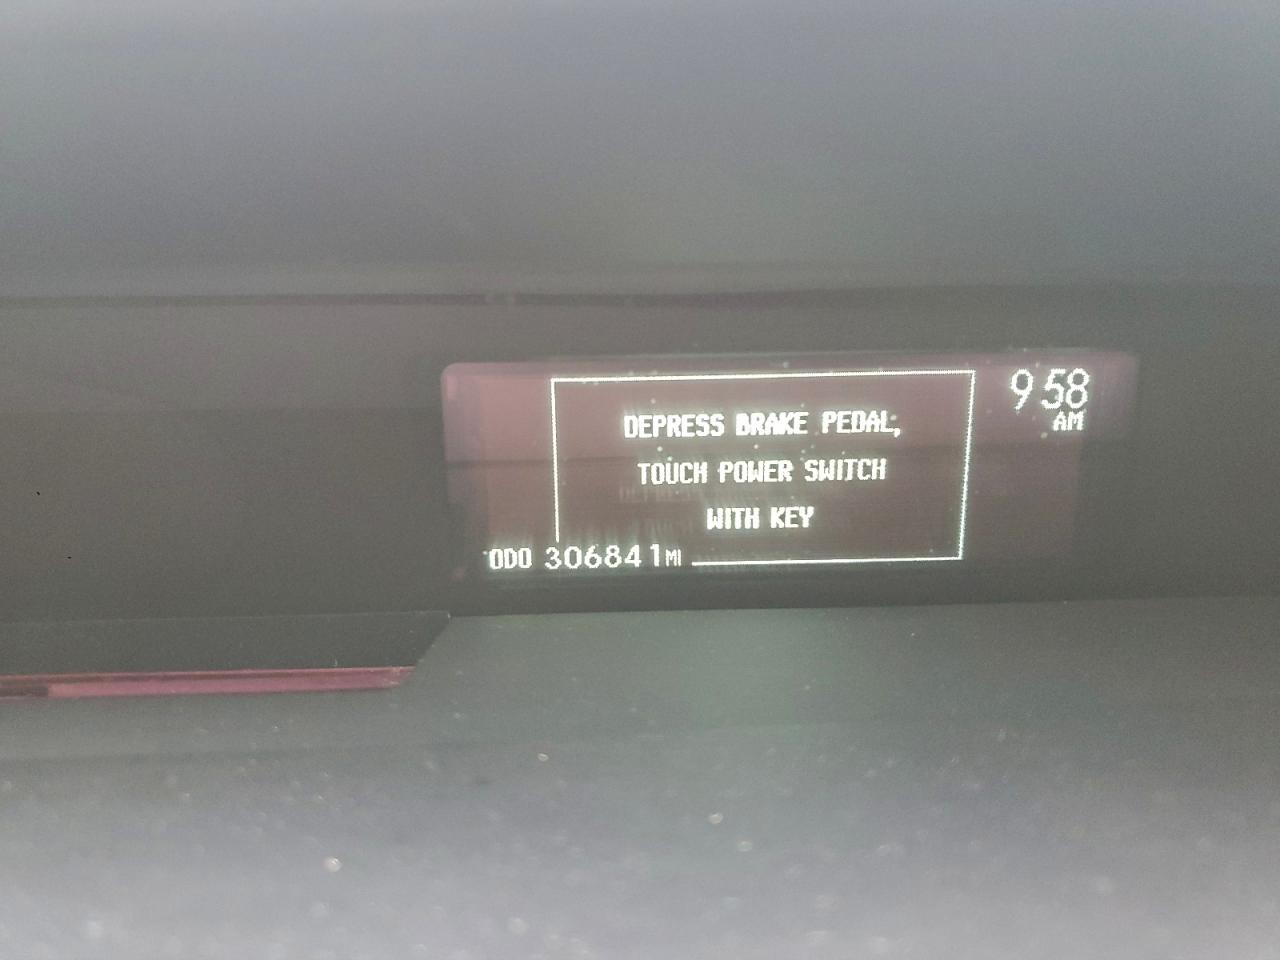 9:58
AM
DEPRESS BRAKE PEDAL,
TOUCH POWER SWITCH
WITH KEY
ODO 306841 MI